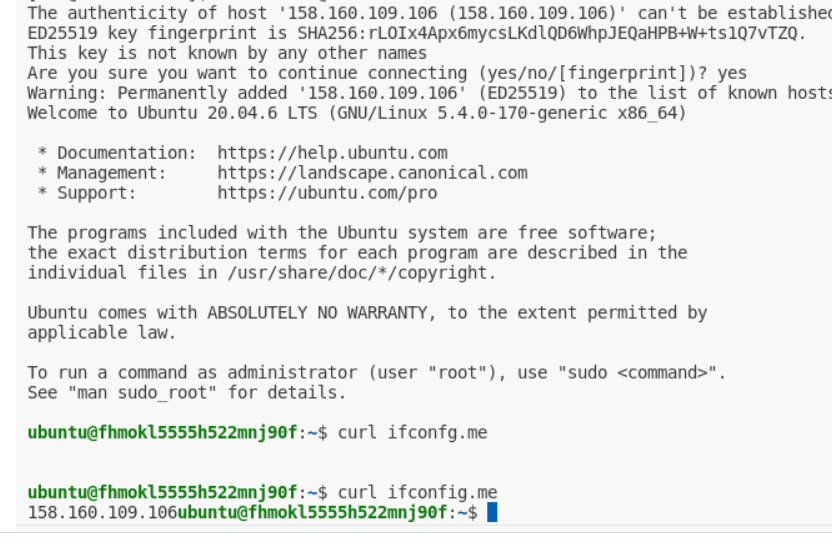 The authenticity of host '158.160.109.106 (158.160.109.106)' can't be established
ED25519 key fingerprint is SHA256:rLOIx4Apx6mycsLKdlQD6WhpJEQaHPB+W+ts1Q7vTZQ.
This key is not known by any other names
Are you sure you want to continue connecting (yes/no/[fingerprint])? yes
Warning: Permanently added '158.160.109.106' (ED25519) to the list of known hosts
Welcome to Ubuntu 20.04.6 LTS (GNU/Linux 5.4.0-170-generic x86_64)
* Documentation:  https://help.ubuntu.com
* Management:     https://landscape.canonical.com
* Support:        https://ubuntu.com/pro
The programs included with the Ubuntu system are free software;
the exact distribution terms for each program are described in the
individual files in /usr/share/doc/*/copyright.
Ubuntu comes with ABSOLUTELY NO WARRANTY, to the extent permitted by
applicable law.
To run a command as administrator (user "root"), use "sudo <command>".
See "man sudo_root" for details.
ubuntu@fhmokl5555h522mnj90f:~$ curl ifconfg.me
ubuntu@fhmokl5555h522mnj90f:~$ curl ifconfig.me
158.160.109.106ubuntu@fhmokl5555h522mnj90f:~$